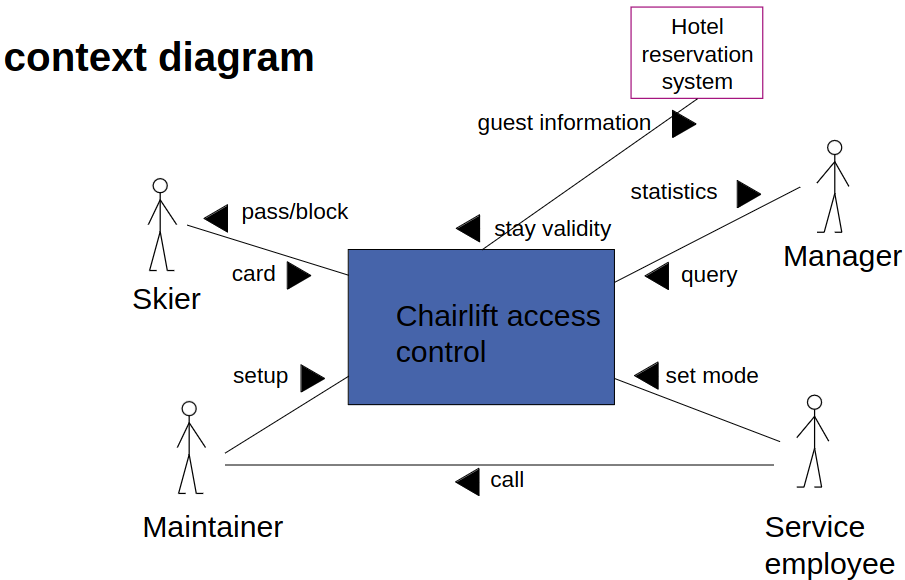 context diagram
Hotel
reservation
system
guest information
statistics
pass/block
stay validity
Manager
card
query
Skier
Chairlift access
control
setup
set mode
call
Maintainer
Service
employee